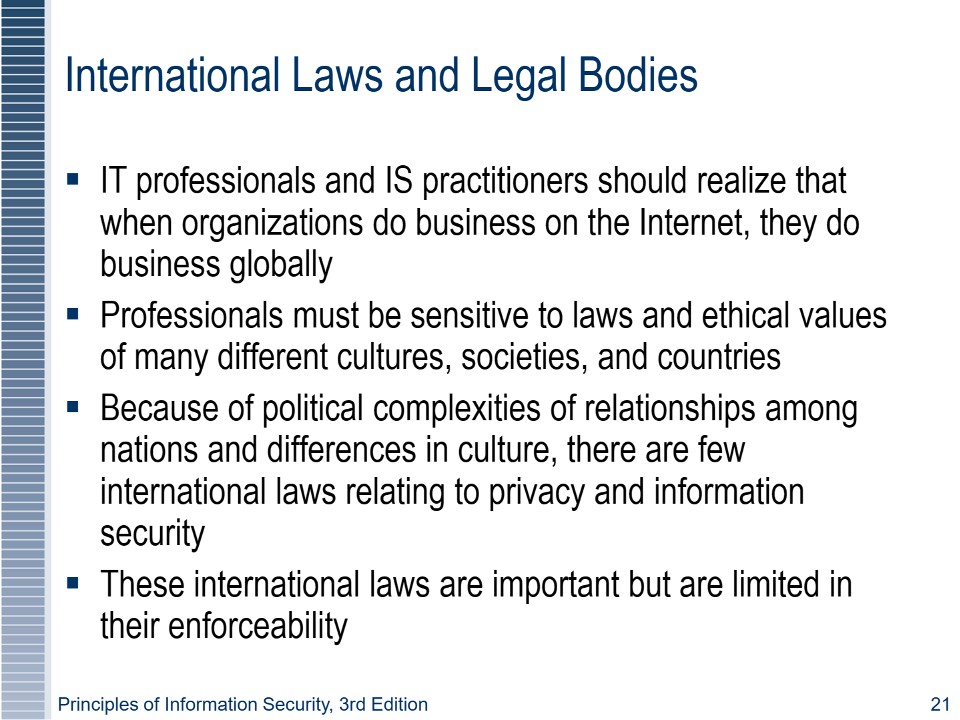 International Laws and Legal Bodies
▪ IT professionals and IS practitioners should realize that
when organizations do business on the Internet, they do
business globally
▪ Professionals must be sensitive to laws and ethical values
of many different cultures, societies, and countries
▪ Because of political complexities of relationships among
nations and differences in culture, there are few
international laws relating to privacy and information
security
▪ These international laws are important but are limited in
their enforceability
Principles of Information Security, 3rd Edition
21